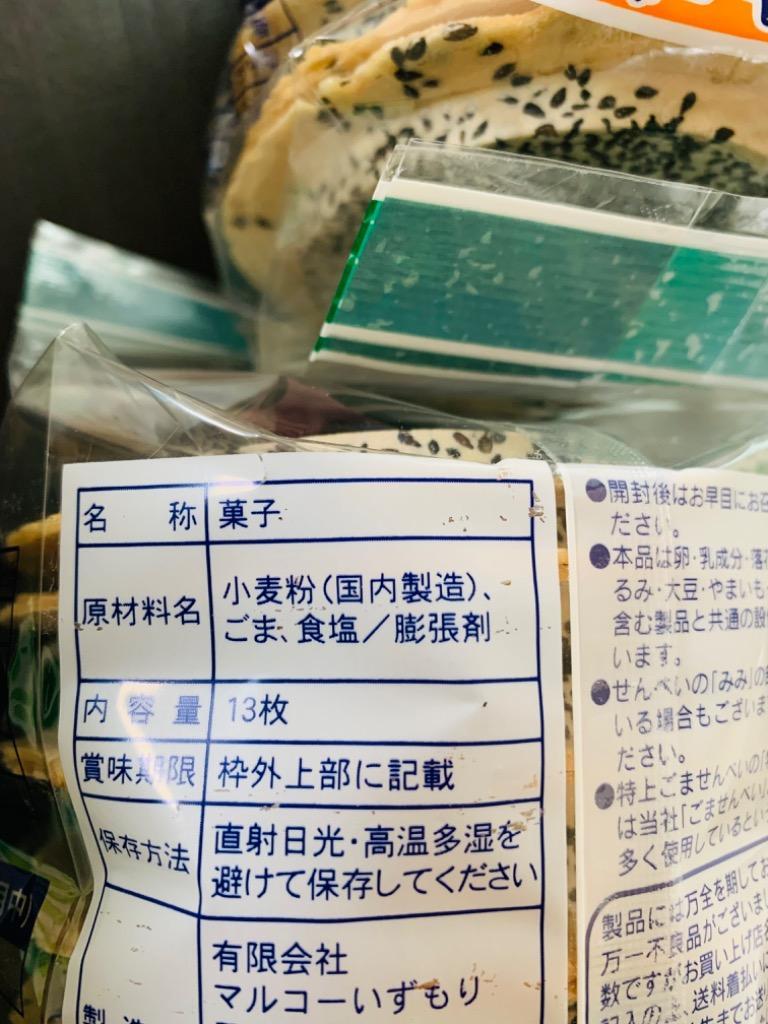 名称 菓子
原材料名 小麦粉(国内製造)、
ごま、食塩/膨張剤
内容量 13枚
賞味期限 枠外上部に記載
保存方法 直射日光・高温多湿を
避けて保存してください
有限会社
マルコーいずもり
●開封後はお早目にお召
ださい。
●本品は卵・乳成分・落花
るみ・大豆・やまいも
含む製品と共通の設
います。
●せんべいの「みみ」の
いる場合もございま
ださい。
●特上ごませんべいの「
は当社「ごませんべい」
多く使用しているとい
製品には万全を期してお
万一不良品がございまし
数ですがお買い上げ店名
送料着払いに